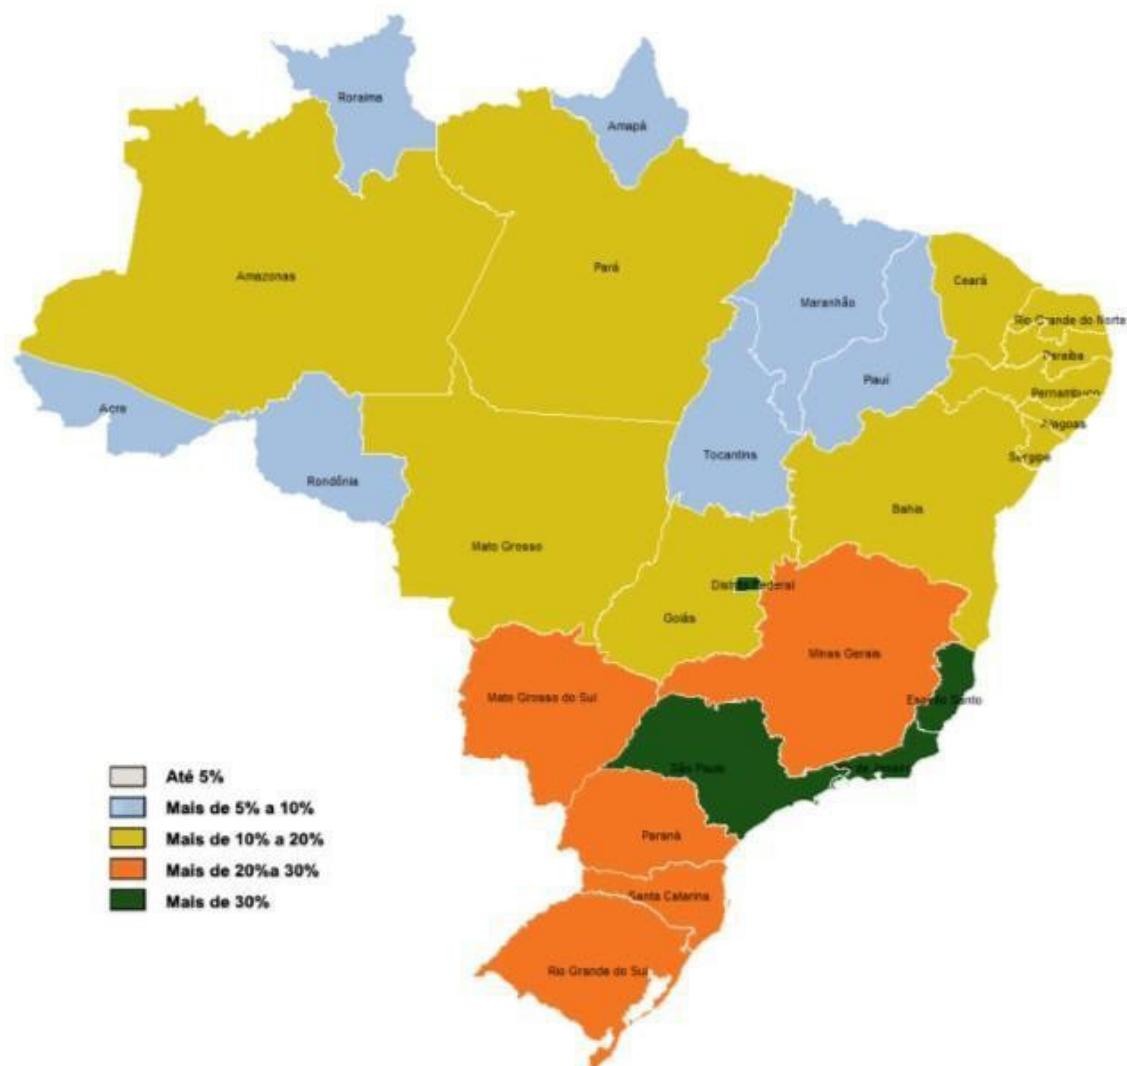 Roraima
Amapá
Amazonas
Pará
Ceará
Maranhão
Rio Grande do Norte
Paraíba
Piauí
Pernambuco
Acre
Alagoas
Tocantins
Sergipe
Rondônia
Bahia
Mato Grosso
Distrito Federal
Goiás
Minas Gerais
Mato Grosso do Sul
Espírito Santo
São Paulo
de Janeiro
Até 5%
Mais de 5% a 10%
Paraná
Mais de 10% a 20%
Mais de 20%a 30%
Santa Catarina
Mais de 30%
Rio Grande do Sul